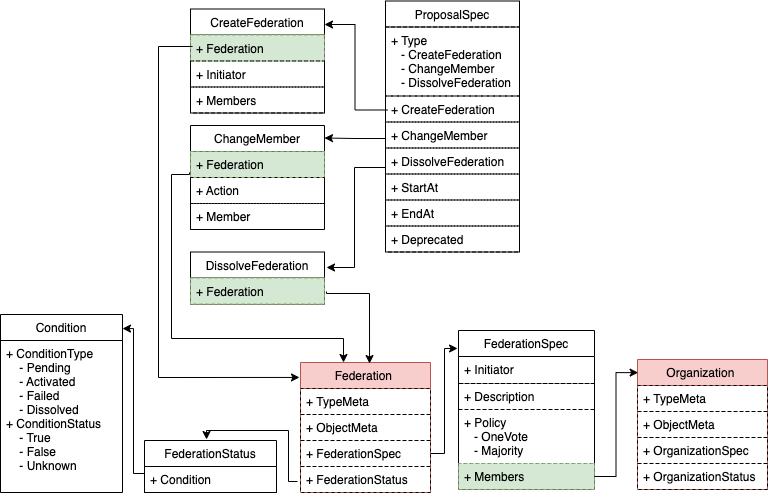 CreateFederation
+ Federation
+ Initiator
+ Members
ProposalSpec
+ Type
- CreateFederation
- ChangeMember
- DissolveFederation
+ CreateFederation
+ ChangeMember
+ DissolveFederation
+ StartAt
+ EndAt
+ Deprecated
ChangeMember
+ Federation
+ Action
+ Member
DissolveFederation
+ Federation
Condition
+ ConditionType
- Pending
- Activated
- Failed
- Dissolved
+ ConditionStatus
- True
- False
- Unknown
FederationStatus
+ Condition
Federation
+ TypeMeta
+ ObjectMeta
+ FederationSpec
+ FederationStatus
FederationSpec
+ Initiator
+ Description
+ Policy
- OneVote
- Majority
+ Members
Organization
+ TypeMeta
+ ObjectMeta
+ OrganizationSpec
+ OrganizationStatus